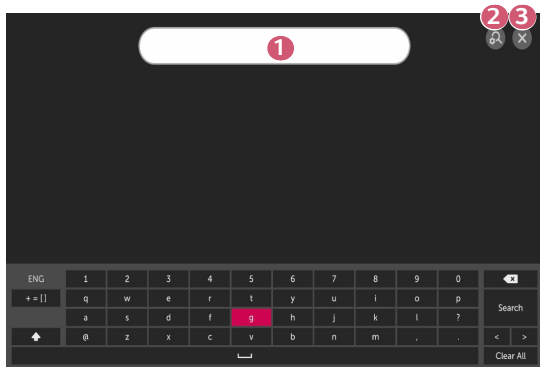 2 3
1
ENG 1 2 3 4 5 6 7 8 9 0
+ = [ ] q w e r t y u i o p
Search
a s d f g h j k l ?
@ z x c v b n m , . < >
Clear All